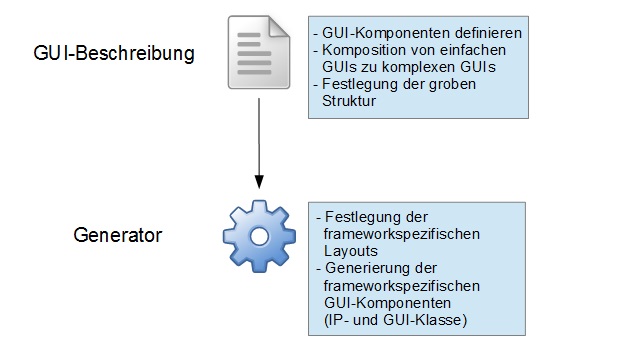 GUI-Beschreibung
- GUI-Komponenten definieren
- Komposition von einfachen
GUIs zu komplexen GUIs
- Festlegung der groben
Struktur
Generator
- Festlegung der
frameworkspezifischen
Layouts
- Generierung der
frameworkspezifischen
GUI-Komponenten
(IP- und GUI-Klasse)